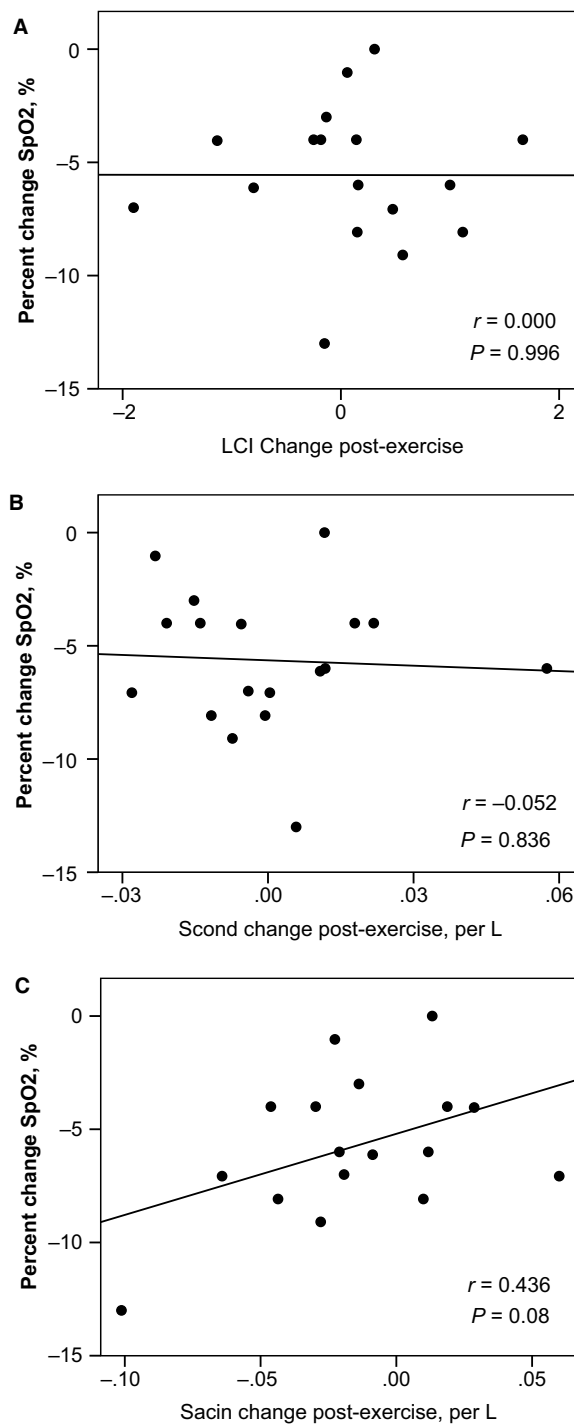 A
Percent change SpO2, %
0
–5
–10
–15
r = 0.000
P = 0.996
–2 0 2
LCI Change post-exercise
B
Percent change SpO2, %
0
–5
–10
–15
r = –0.052
P = 0.836
–.03 .00 .03 .06
Scond change post-exercise, per L
C
Percent change SpO2, %
0
–5
–10
–15
r = 0.436
P = 0.08
–.10 –.05 .00 .05
Sacin change post-exercise, per L